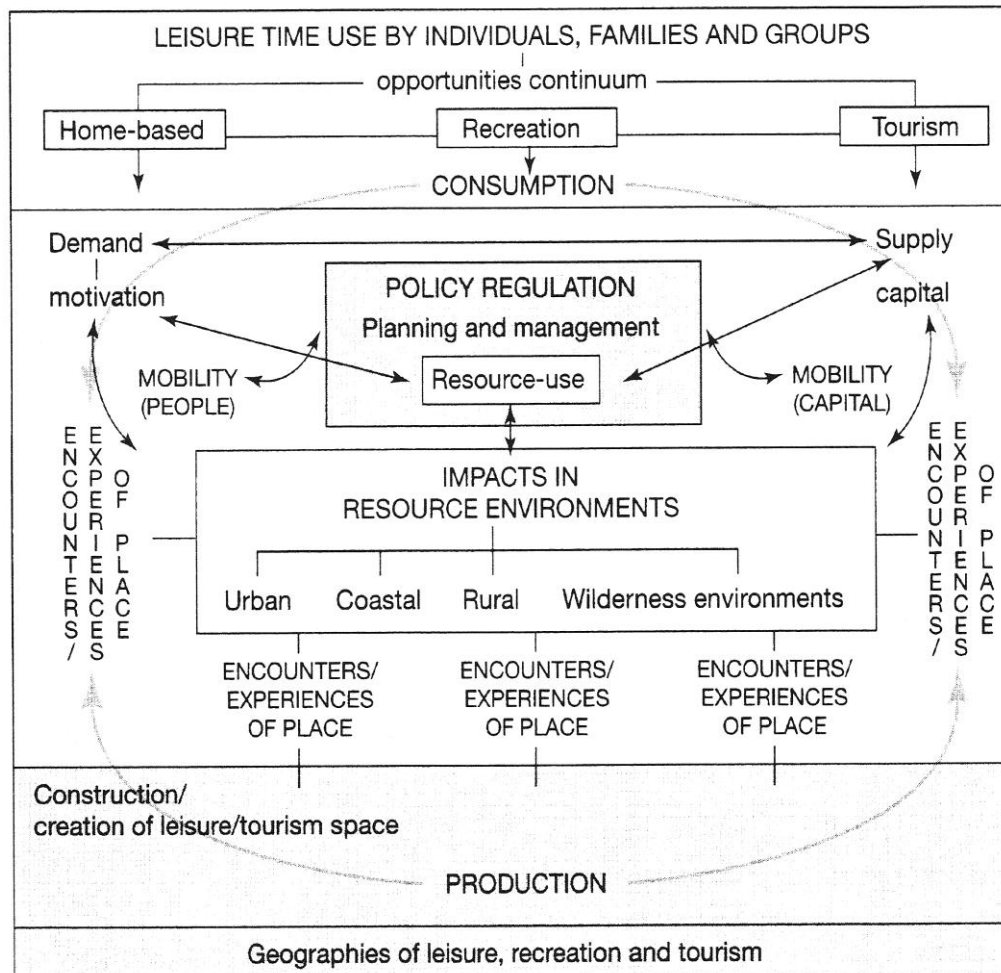 LEISURE TIME USE BY INDIVIDUALS, FAMILIES AND GROUPS
opportunities continuum
Home-based
Recreation
Tourism
CONSUMPTION
Demand
Supply
motivation
capital
POLICY REGULATION
Planning and management
Resource-use
MOBILITY
(PEOPLE)
MOBILITY
(CAPITAL)
ENCOUNTERS/
EXPERIENCES
OF PLACE
IMPACTS IN
RESOURCE ENVIRONMENTS
Urban
Coastal
Rural
Wilderness environments
ENCOUNTERS/
EXPERIENCES
OF PLACE
ENCOUNTERS/
EXPERIENCES
OF PLACE
ENCOUNTERS/
EXPERIENCES
OF PLACE
ENCOUNTERS/
EXPERIENCES
OF PLACE
Construction/
creation of leisure/tourism space
PRODUCTION
Geographies of leisure, recreation and tourism